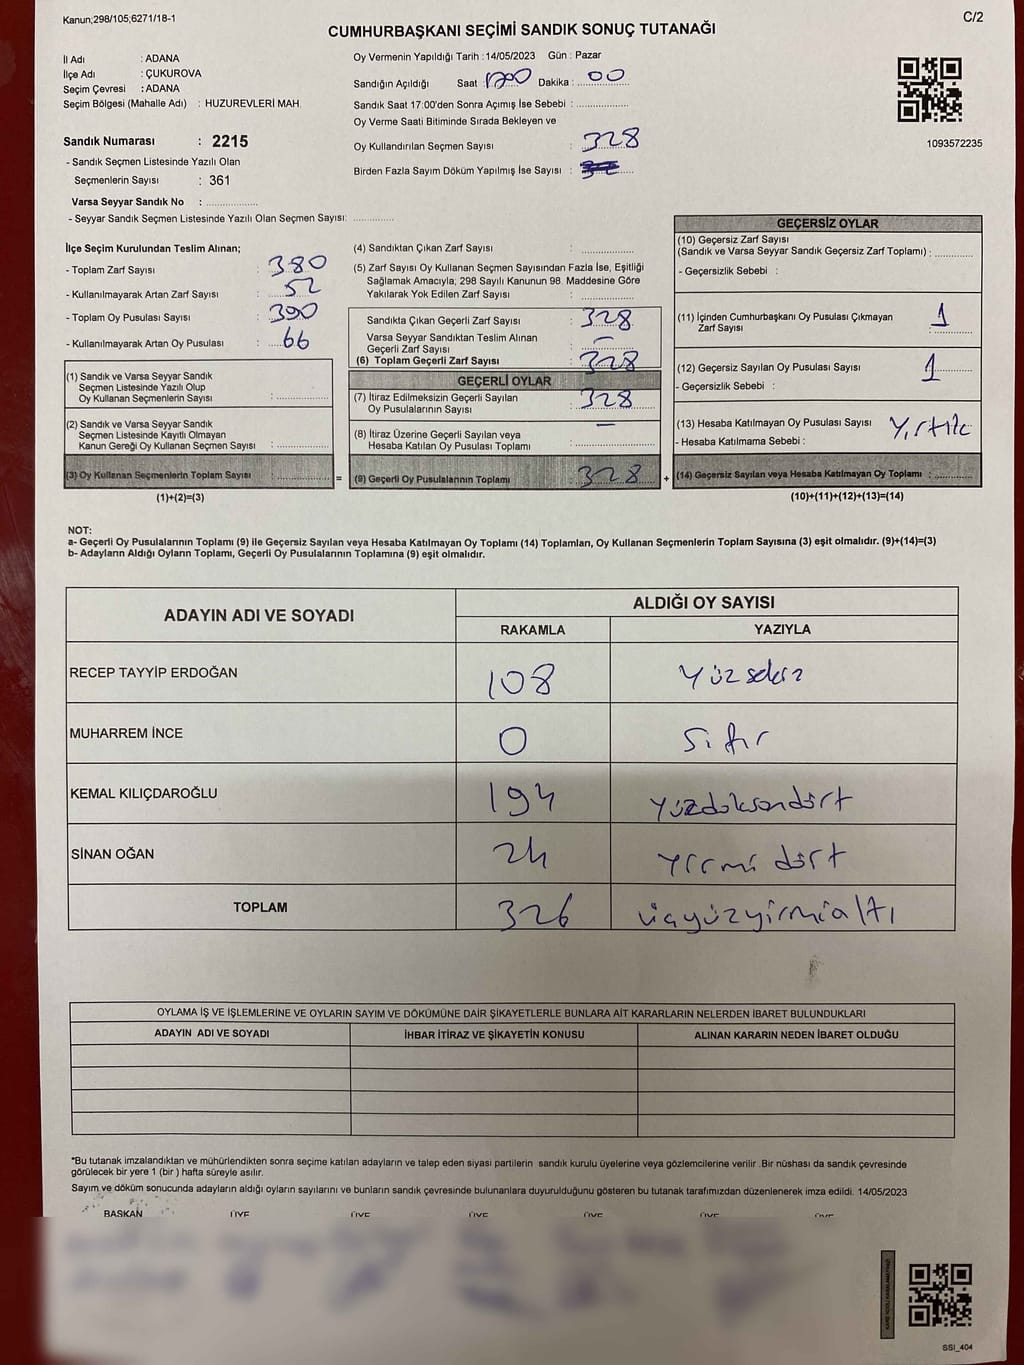 Kanun;298/105;6271/18-1
C/2
CUMHURBAŞKANI SEÇİMİ SANDIK SONUÇ TUTANAĞI
İl Adı : ADANA
İlçe Adı : ÇUKUROVA
Seçim Çevresi : ADANA
Seçim Bölgesi (Mahalle Adı) : HUZUREVLERİ MAH.
Sandık Numarası : 2215
- Sandık Seçmen Listesinde Yazılı Olan
Seçmenlerin Sayısı : 361
Varsa Seyyar Sandık No :
- Seyyar Sandık Seçmen Listesinde Yazılı Olan Seçmen Sayısı:
Oy Vermenin Yapıldığı Tarih :14/05/2023 Gün : Pazar
Sandığın Açıldığı Saat : 1700 Dakika : 00
Sandık Saat 17:00'den Sonra Açımış İse Sebebi :
Oy Verme Saati Bitiminde Sırada Bekleyen ve
Oy Kullandırılan Seçmen Sayısı : 328
Birden Fazla Sayım Döküm Yapılmış İse Sayısı :
1093572235
İlçe Seçim Kurulundan Teslim Alınan;
- Toplam Zarf Sayısı : 380
- Kullanılmayarak Artan Zarf Sayısı : 52
- Toplam Oy Pusulası Sayısı : 390
- Kullanılmayarak Artan Oy Pusulası : 66
(1) Sandık ve Varsa Seyyar Sandık
Seçmen Listesinde Yazılı Olup
Oy Kullanan Seçmenlerin Sayısı :
(2) Sandık ve Varsa Seyyar Sandık
Seçmen Listesinde Kayıtlı Olmayan
Kanun Gereği Oy Kullanan Seçmen Sayısı :
(3) Oy Kullanan Seçmenlerin Toplam Sayısı :
(1)+(2)=(3)
(4) Sandıktan Çıkan Zarf Sayısı :
(5) Zarf Sayısı Oy Kullanan Seçmen Sayısından Fazla İse, Eşitliği
Sağlamak Amacıyla; 298 Sayılı Kanunun 98. Maddesine Göre
Yakılarak Yok Edilen Zarf Sayısı :
Sandıkta Çıkan Geçerli Zarf Sayısı : 328
Varsa Seyyar Sandıktan Teslim Alınan
Geçerli Zarf Sayısı : —
(6) Toplam Geçerli Zarf Sayısı : 328
GEÇERLİ OYLAR
(7) İtiraz Edilmeksizin Geçerli Sayılan
Oy Pusulalarının Sayısı : 328
(8) İtiraz Üzerine Geçerli Sayılan veya
Hesaba Katılan Oy Pusulası Toplamı : —
= (9) Geçerli Oy Pusulalarının Toplamı : 328 +
GEÇERSİZ OYLAR
(10) Geçersiz Zarf Sayısı
(Sandık ve Varsa Seyyar Sandık Geçersiz Zarf Toplamı) :
- Geçersizlik Sebebi :
(11) İçinden Cumhurbaşkanı Oy Pusulası Çıkmayan
Zarf Sayısı : 1
(12) Geçersiz Sayılan Oy Pusulası Sayısı : 1
- Geçersizlik Sebebi :
(13) Hesaba Katılmayan Oy Pusulası Sayısı : Yırtık
- Hesaba Katılmama Sebebi :
(14) Geçersiz Sayılan veya Hesaba Katılmayan Oy Toplamı :
(10)+(11)+(12)+(13)=(14)
NOT:
a- Geçerli Oy Pusulalarının Toplamı (9) ile Geçersiz Sayılan veya Hesaba Katılmayan Oy Toplamı (14) Toplamları, Oy Kullanan Seçmenlerin Toplam Sayısına (3) eşit olmalıdır. (9)+(14)=(3)
b- Adayların Aldığı Oyların Toplamı, Geçerli Oy Pusulalarının Toplamına (9) eşit olmalıdır.
ADAYIN ADI VE SOYADI ALDIĞI OY SAYISI
RAKAMLA YAZIYLA
RECEP TAYYİP ERDOĞAN 108 Yüzsekiz
MUHARREM İNCE 0 Sıfır
KEMAL KILIÇDAROĞLU 194 yüzdoksandört
SİNAN OĞAN 24 yirmi dört
TOPLAM 326 üçyüzyirmialtı
OYLAMA İŞ VE İŞLEMLERİNE VE OYLARIN SAYIM VE DÖKÜMÜNE DAİR ŞİKAYETLERLE BUNLARA AİT KARARLARIN NELERDEN İBARET BULUNDUKLARI
ADAYIN ADI VE SOYADI İHBAR İTİRAZ VE ŞİKAYETİN KONUSU ALINAN KARARIN NEDEN İBARET OLDUĞU
*Bu tutanak imzalandıktan ve mühürlendikten sonra seçime katılan adayların ve talep eden siyasi partilerin sandık kurulu üyelerine veya gözlemcilerine verilir .Bir nüshası da sandık çevresinde
görülecek bir yere 1 (bir ) hafta süreyle asılır.
Sayım ve döküm sonucunda adayların aldığı oyların sayılarını ve bunların sandık çevresinde bulunanlara duyurulduğunu gösteren bu tutanak tarafımızdan düzenlenerek imza edildi. 14/05/2023
BAŞKAN ÜYE ÜYE ÜYE ÜYE ÜYE ÜYE
SSI_404